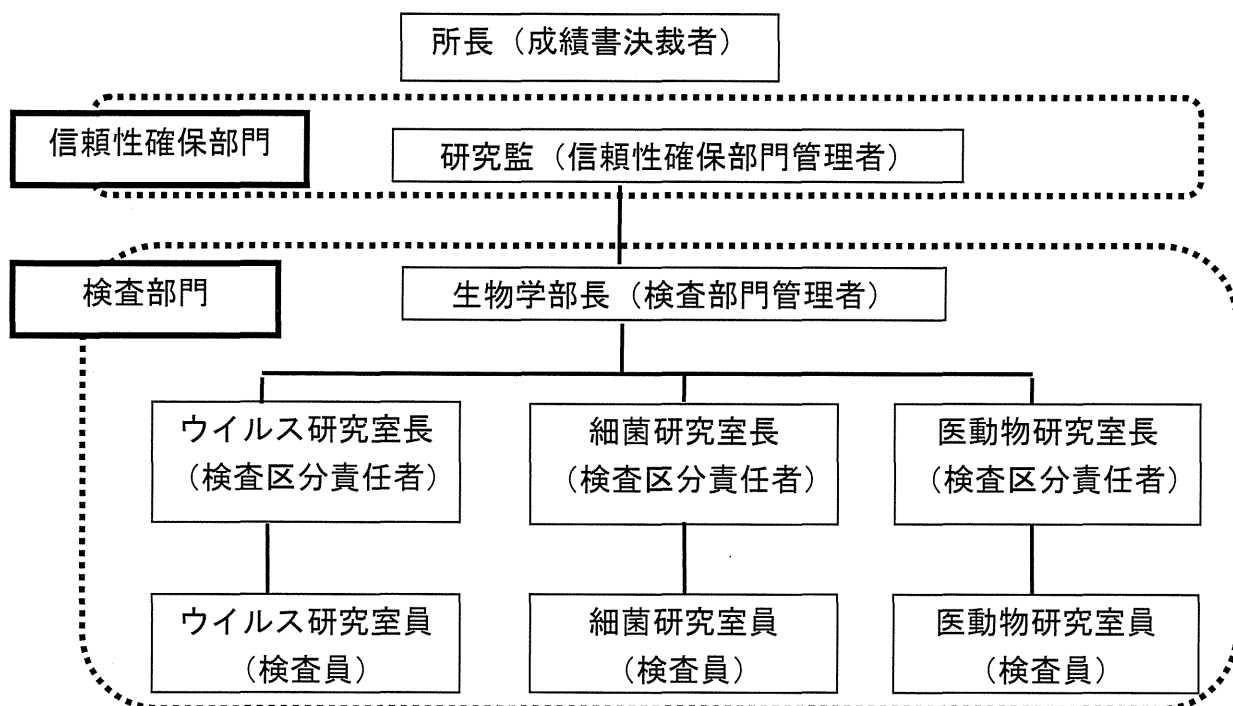 所長（成績書決裁者）
信頼性確保部門
研究監（信頼性確保部門管理者）
検査部門
生物学部長（検査部門管理者）
ウイルス研究室長
（検査区分責任者）
細菌研究室長
（検査区分責任者）
医動物研究室長
（検査区分責任者）
ウイルス研究室員
（検査員）
細菌研究室員
（検査員）
医動物研究室員
（検査員）